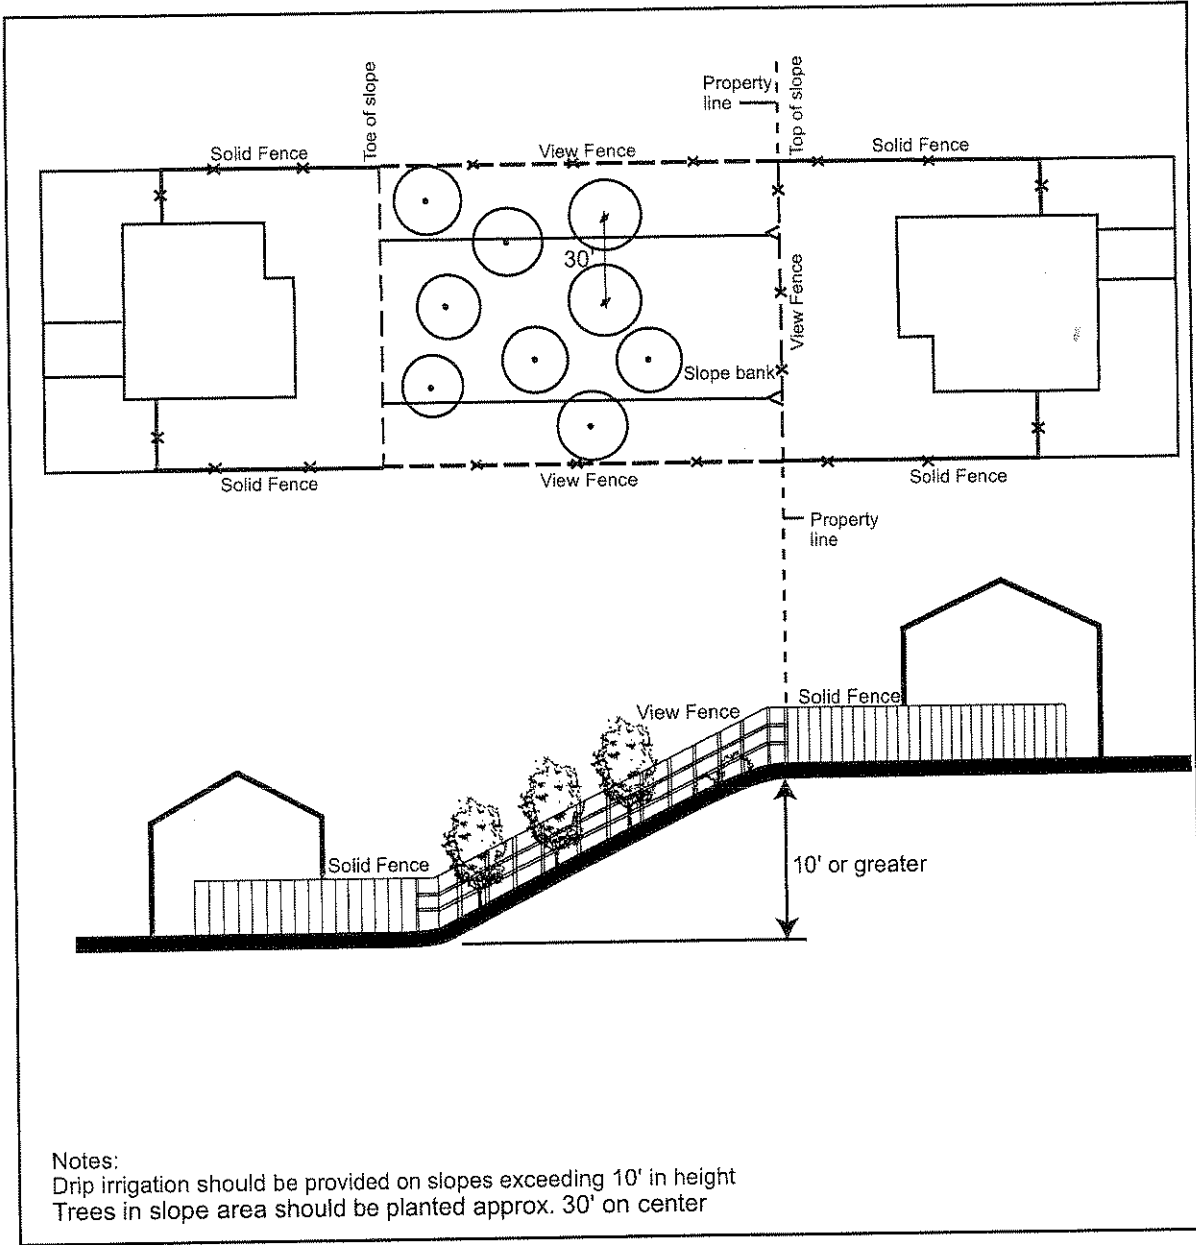 Toe of slope
Property
line
Top of slope
Solid Fence
View Fence
Solid Fence
30'
View Fence
Slope bank
Solid Fence
View Fence
Solid Fence
Property
line
View Fence
Solid Fence
Solid Fence
10' or greater
Notes:
Drip irrigation should be provided on slopes exceeding 10' in height
Trees in slope area should be planted approx. 30' on center